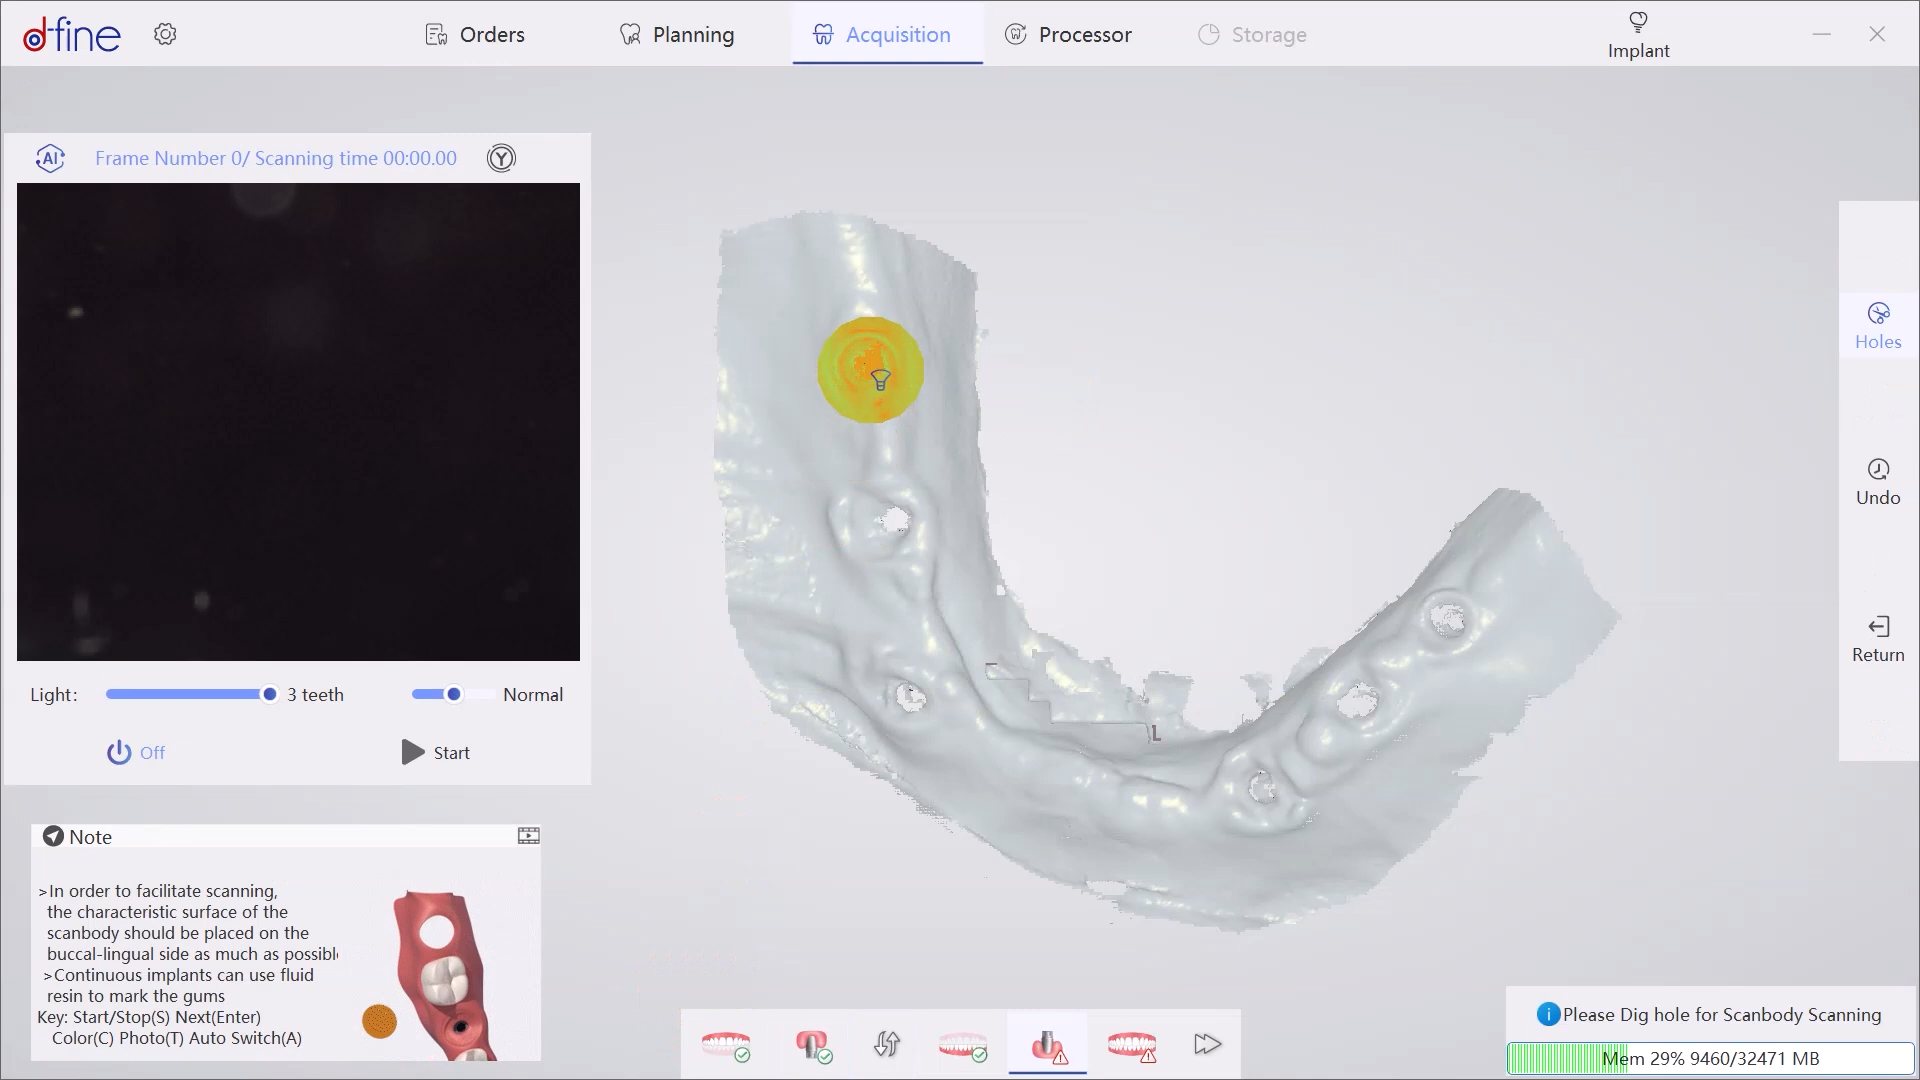 d-fine
Orders
Planning
Acquisition
Processor
Storage
Implant
AI
Frame Number 0/ Scanning time 00:00.00
Y
Holes
Undo
Return
L
Light:
3 teeth
Normal
Off
Start
Note
>In order to facilitate scanning,
the characteristic surface of the
scanbody should be placed on the
buccal-lingual side as much as possible
>Continuous implants can use fluid
resin to mark the gums
Key: Start/Stop(S) Next(Enter)
Color(C) Photo(T) Auto Switch(A)
Please Dig hole for Scanbody Scanning
Mem 29% 9460/32471 MB